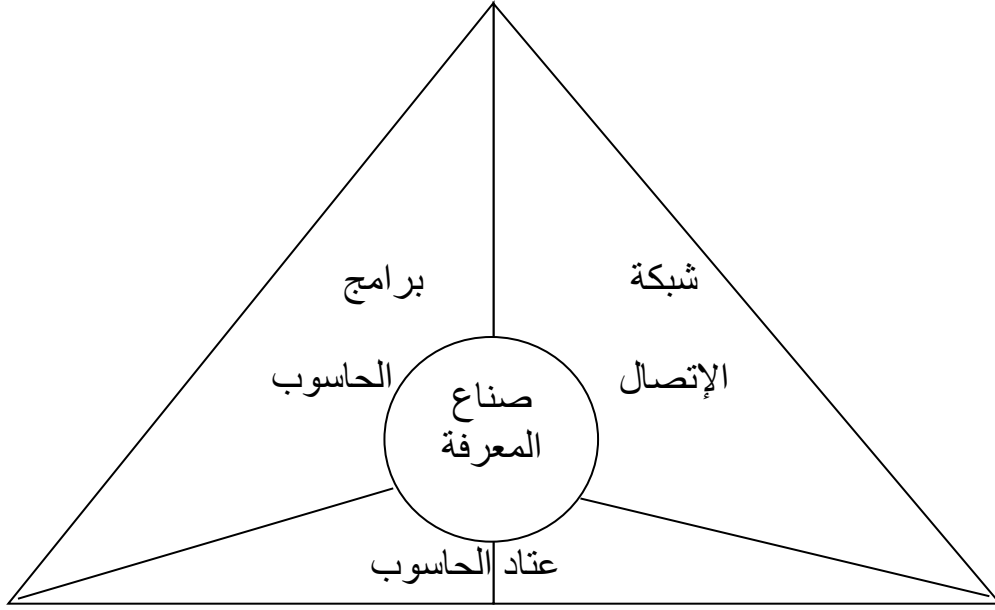 شبكة
الإتصال
برامج
الحاسوب
صناع
المعرفة
عتاد الحاسوب